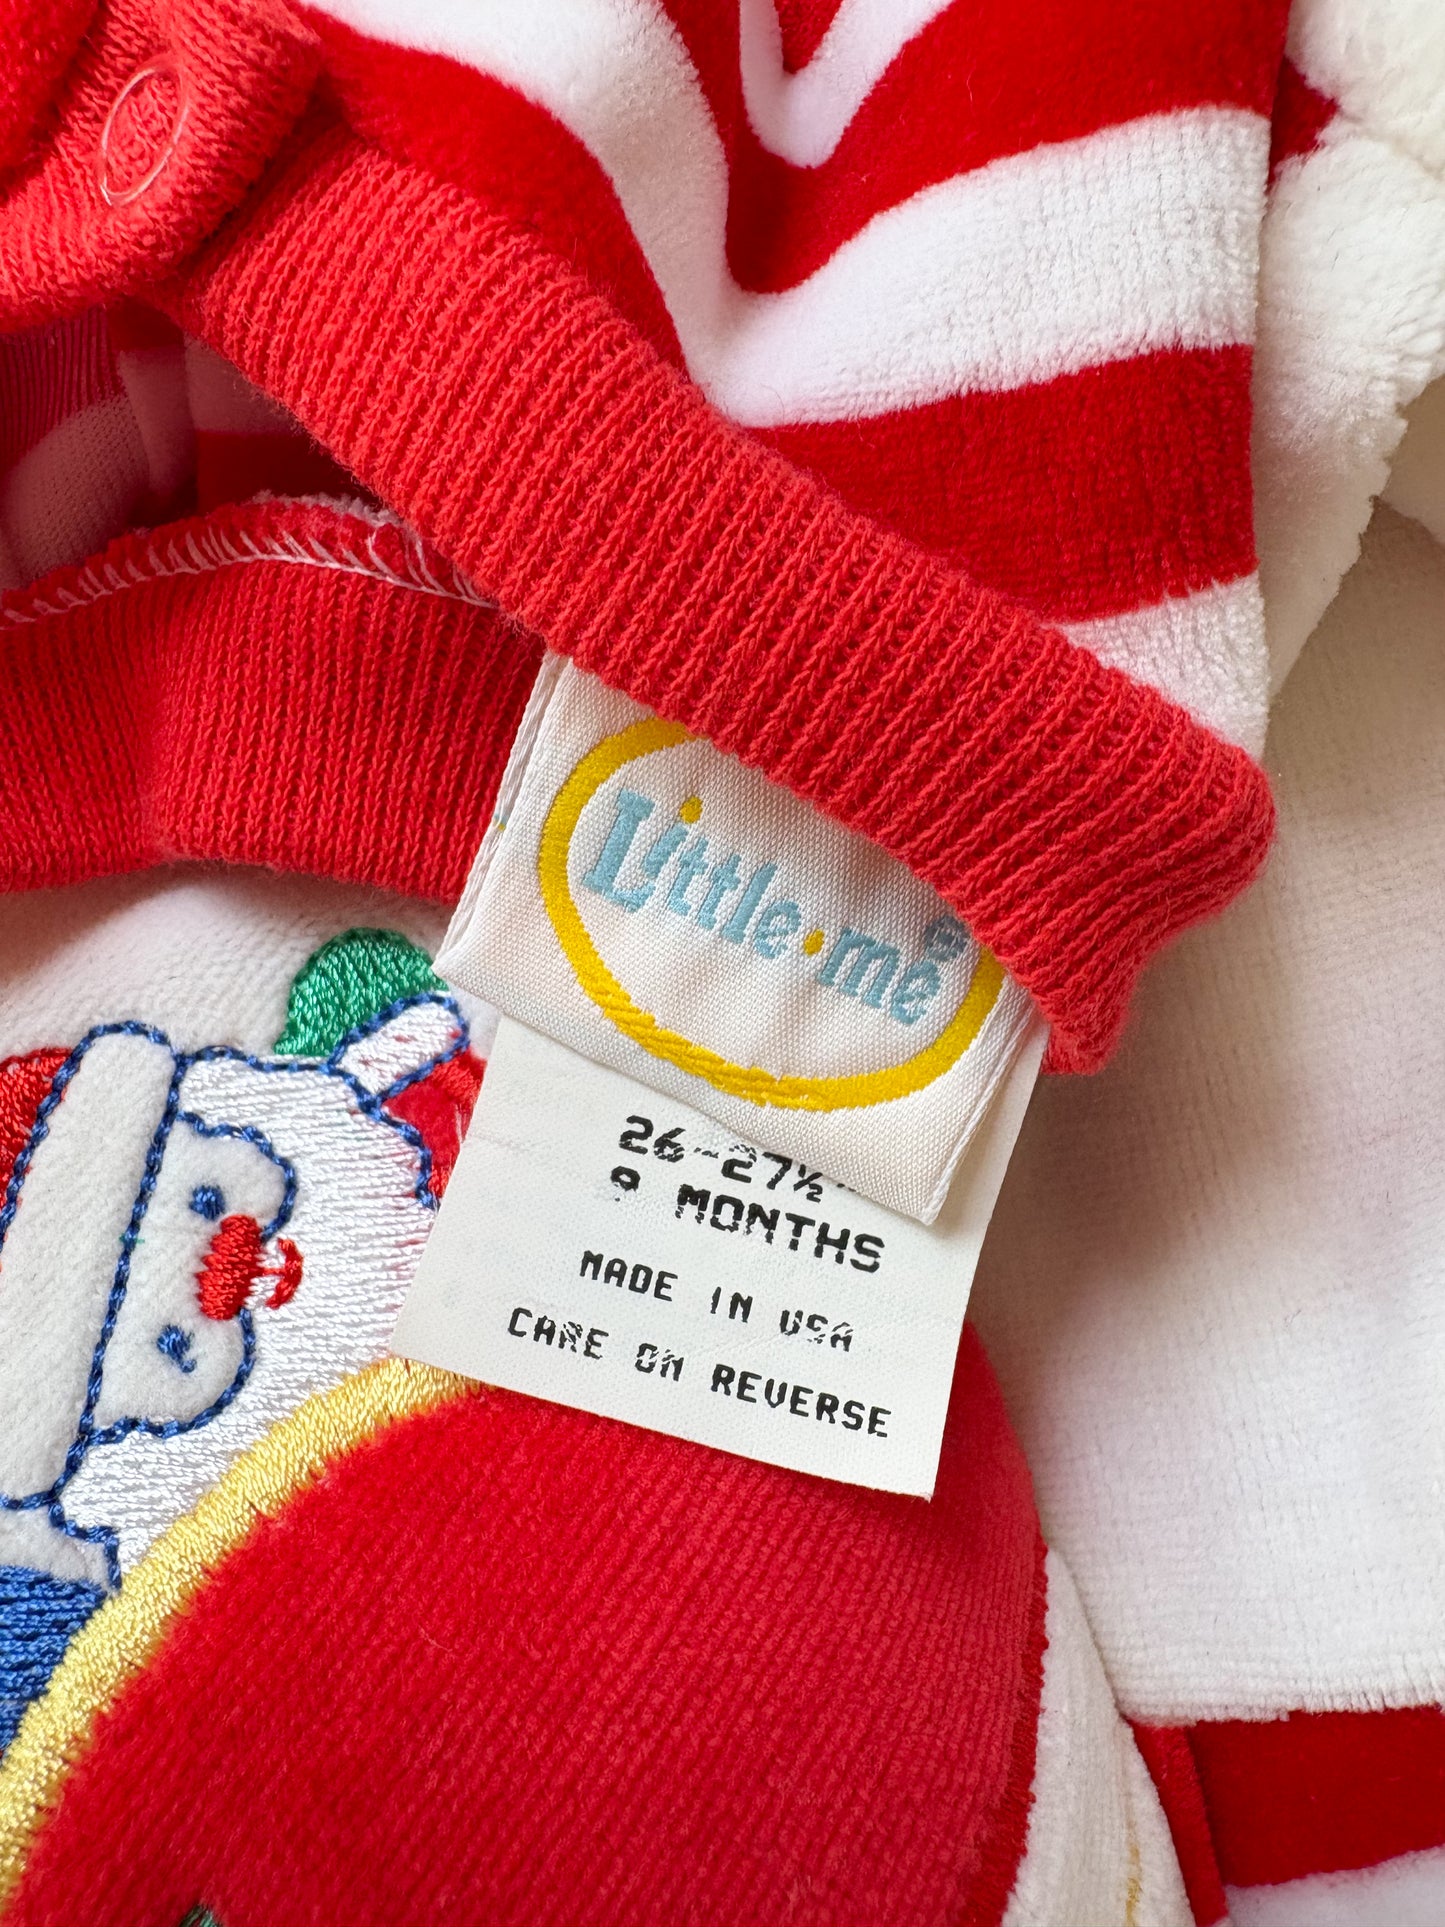 Little•me®
26-27½"
9 MONTHS
MADE IN USA
CARE ON REVERSE